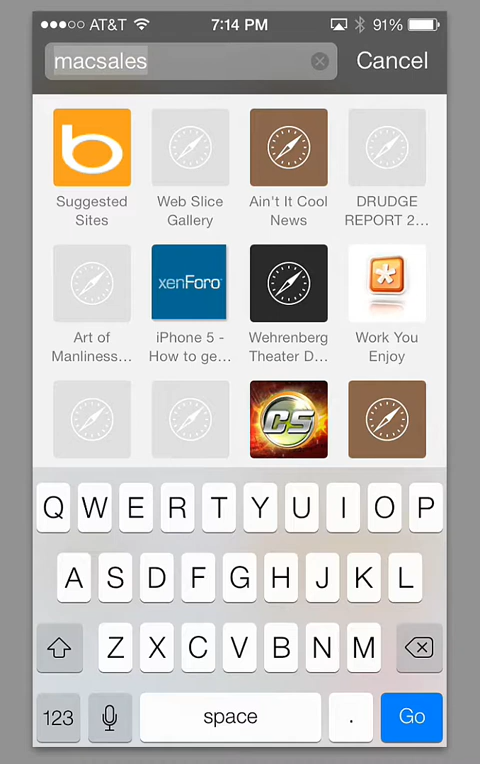 AT&T 7:14 PM 91%
macsales Cancel
b
Suggested Sites
Web Slice Gallery
Ain't It Cool News
DRUDGE REPORT 2...
xenForo
Art of Manliness...
iPhone 5 - How to ge...
Wehrenberg Theater D...
Work You Enjoy
CS
Q W E R T Y U I O P
A S D F G H J K L
Z X C V B N M
123 space . Go